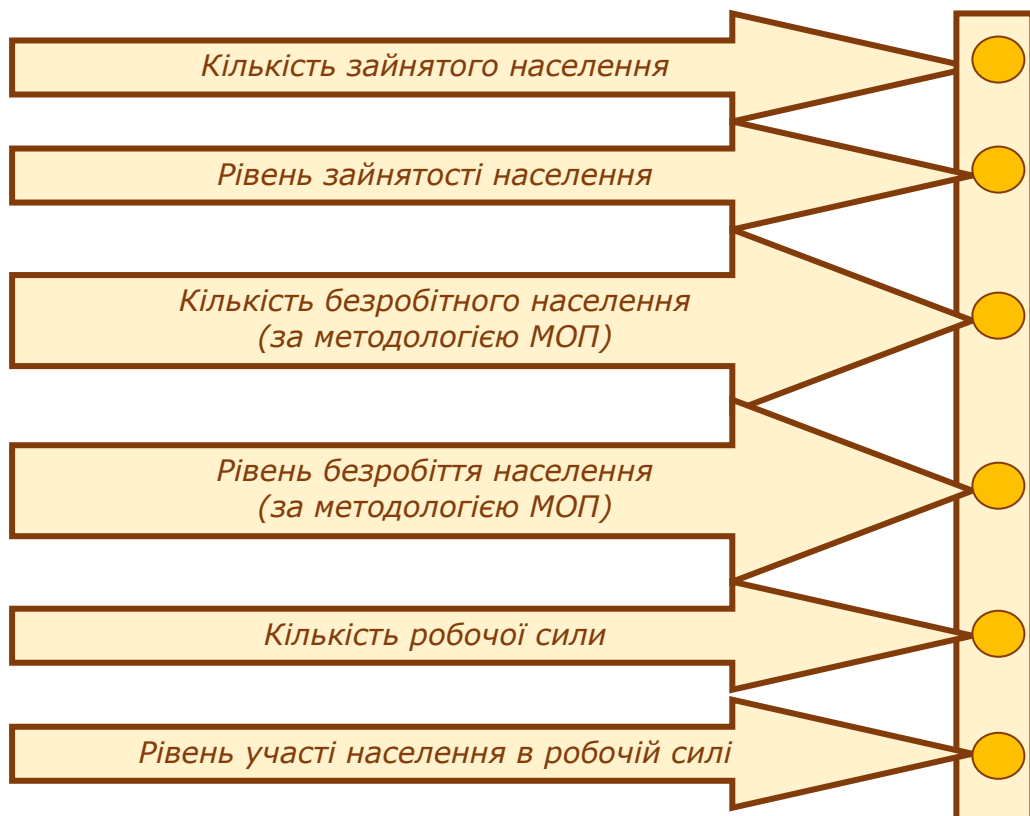 Кількість зайнятого населення
Рівень зайнятості населення
Кількість безробітного населення
(за методологією МОП)
Рівень безробіття населення
(за методологією МОП)
Кількість робочої сили
Рівень участі населення в робочій силі